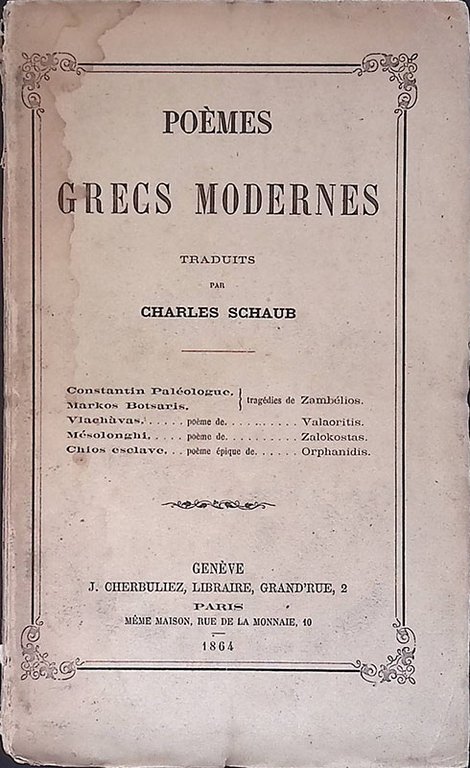 POÈMES
GRECS MODERNES
TRADUITS
PAR
CHARLES SCHAUB
Constantin Paléologue. } tragédies de Zambélios.
Markos Botsaris.
Vlachàvas. . . . . . poème de. . . . . . . . . . . Valaoritis.
Mésolonghi. . . . . . poème de. . . . . . . . . . Zalokostas.
Chios esclave. . . poème épique de. . . . . . Orphanidis.
GENÈVE
J. CHERBULIEZ, LIBRAIRE, GRAND'RUE, 2
PARIS
MÊME MAISON, RUE DE LA MONNAIE, 10
1864